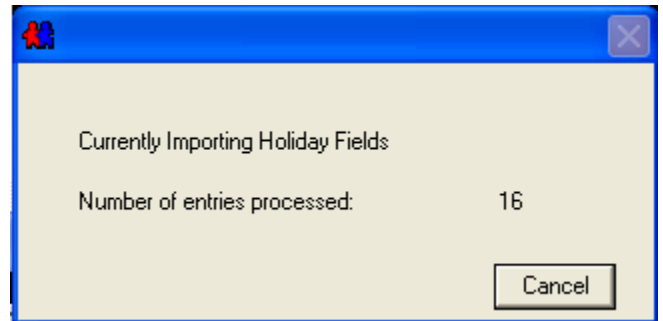 Currently Importing Holiday Fields
Number of entries processed: 16
Cancel